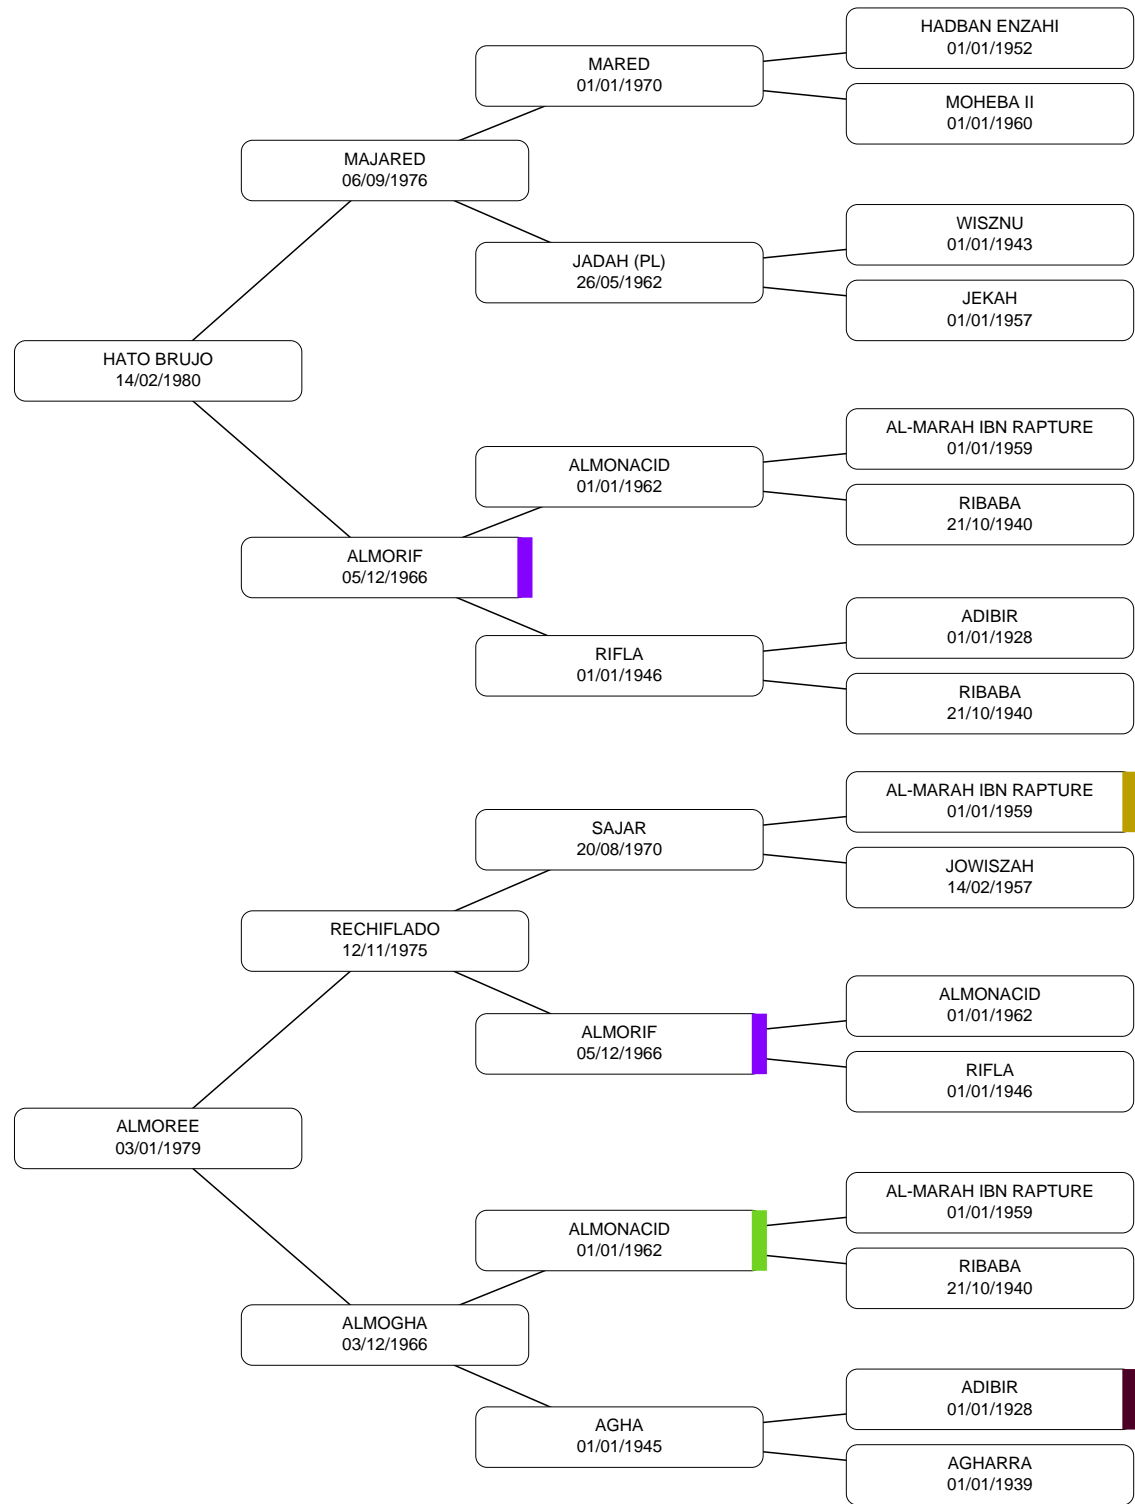 HADBAN ENZAHI
01/01/1952
MARED
01/01/1970
MOHEBA II
01/01/1960
MAJARED
06/09/1976
WISZNU
01/01/1943
JADAH (PL)
26/05/1962
JEKAH
01/01/1957
HATO BRUJO
14/02/1980
AL-MARAH IBN RAPTURE
01/01/1959
ALMONACID
01/01/1962
RIBABA
21/10/1940
ALMORIF
05/12/1966
ADIBIR
01/01/1928
RIFLA
01/01/1946
RIBABA
21/10/1940
AL-MARAH IBN RAPTURE
01/01/1959
SAJAR
20/08/1970
JOWISZAH
14/02/1957
RECHIFLADO
12/11/1975
ALMONACID
01/01/1962
ALMORIF
05/12/1966
RIFLA
01/01/1946
ALMOREE
03/01/1979
AL-MARAH IBN RAPTURE
01/01/1959
ALMONACID
01/01/1962
RIBABA
21/10/1940
ALMOGHA
03/12/1966
ADIBIR
01/01/1928
AGHA
01/01/1945
AGHARRA
01/01/1939